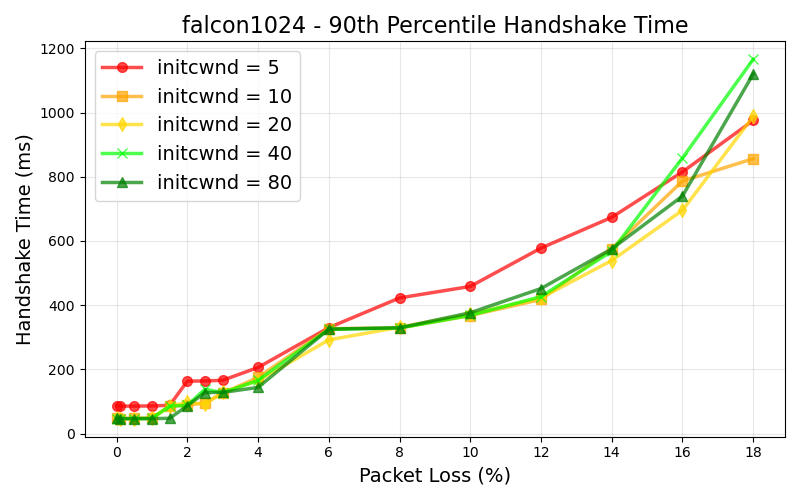 falcon1024 - 90th Percentile Handshake Time
Handshake Time (ms)
1200
1000
800
600
400
200
0
initcwnd = 5
initcwnd = 10
initcwnd = 20
initcwnd = 40
initcwnd = 80
0 2 4 6 8 10 12 14 16 18
Packet Loss (%)